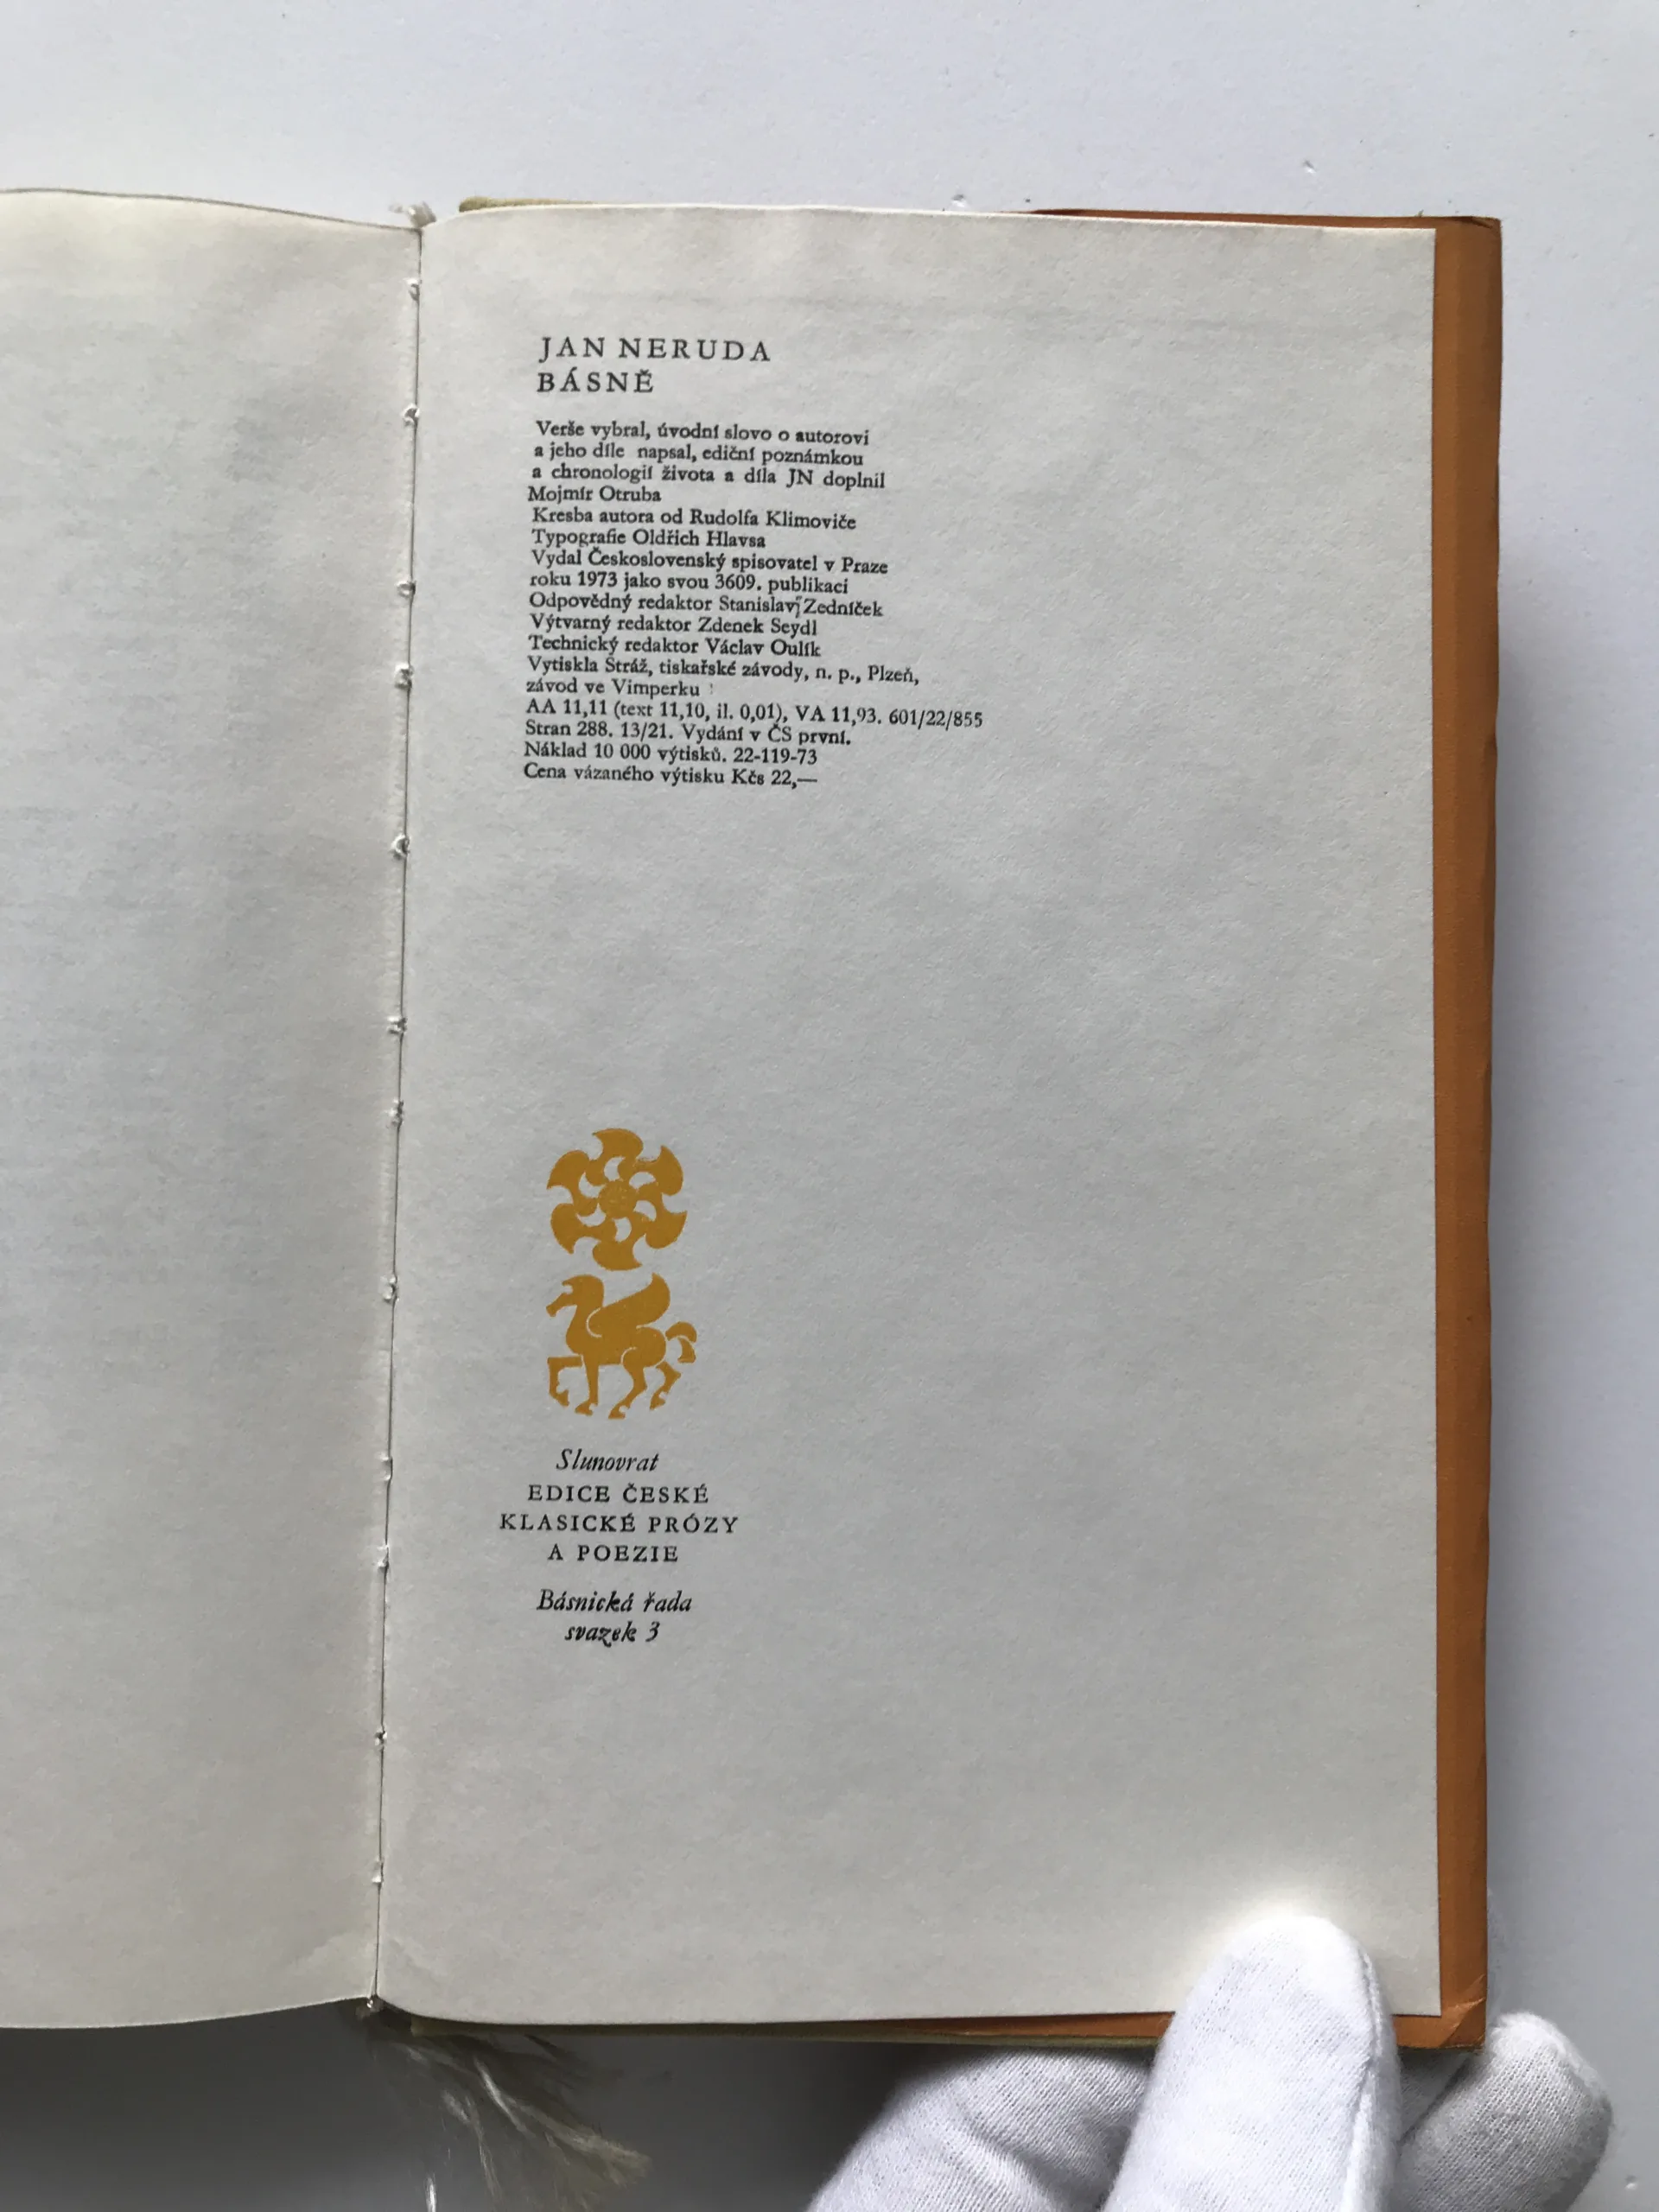 JAN NERUDA
BÁSNĚ
Verše vybral, úvodní slovo o autorovi
a jeho díle napsal, ediční poznámkou
a chronologií života a díla JN doplnil
Mojmír Otruba
Kresba autora od Rudolfa Klimoviče
Typografie Oldřich Hlavsa
Vydal Československý spisovatel v Praze
roku 1973 jako svou 3609. publikaci
Odpovědný redaktor Stanislav Zedníček
Výtvarný redaktor Zdenek Seydl
Technický redaktor Václav Oulík
Vytiskla Stráž, tiskařské závody, n. p., Plzeň,
závod ve Vimperku
AA 11,11 (text 11,10, il. 0,01), VA 11,93. 601/22/855
Stran 288. 13/21. Vydání v ČS první.
Náklad 10 000 výtisků. 22-119-73
Cena vázaného výtisku Kčs 22,—
Slunovrat
EDICE ČESKÉ
KLASICKÉ PRÓZY
A POEZIE
Básnická řada
svazek 3